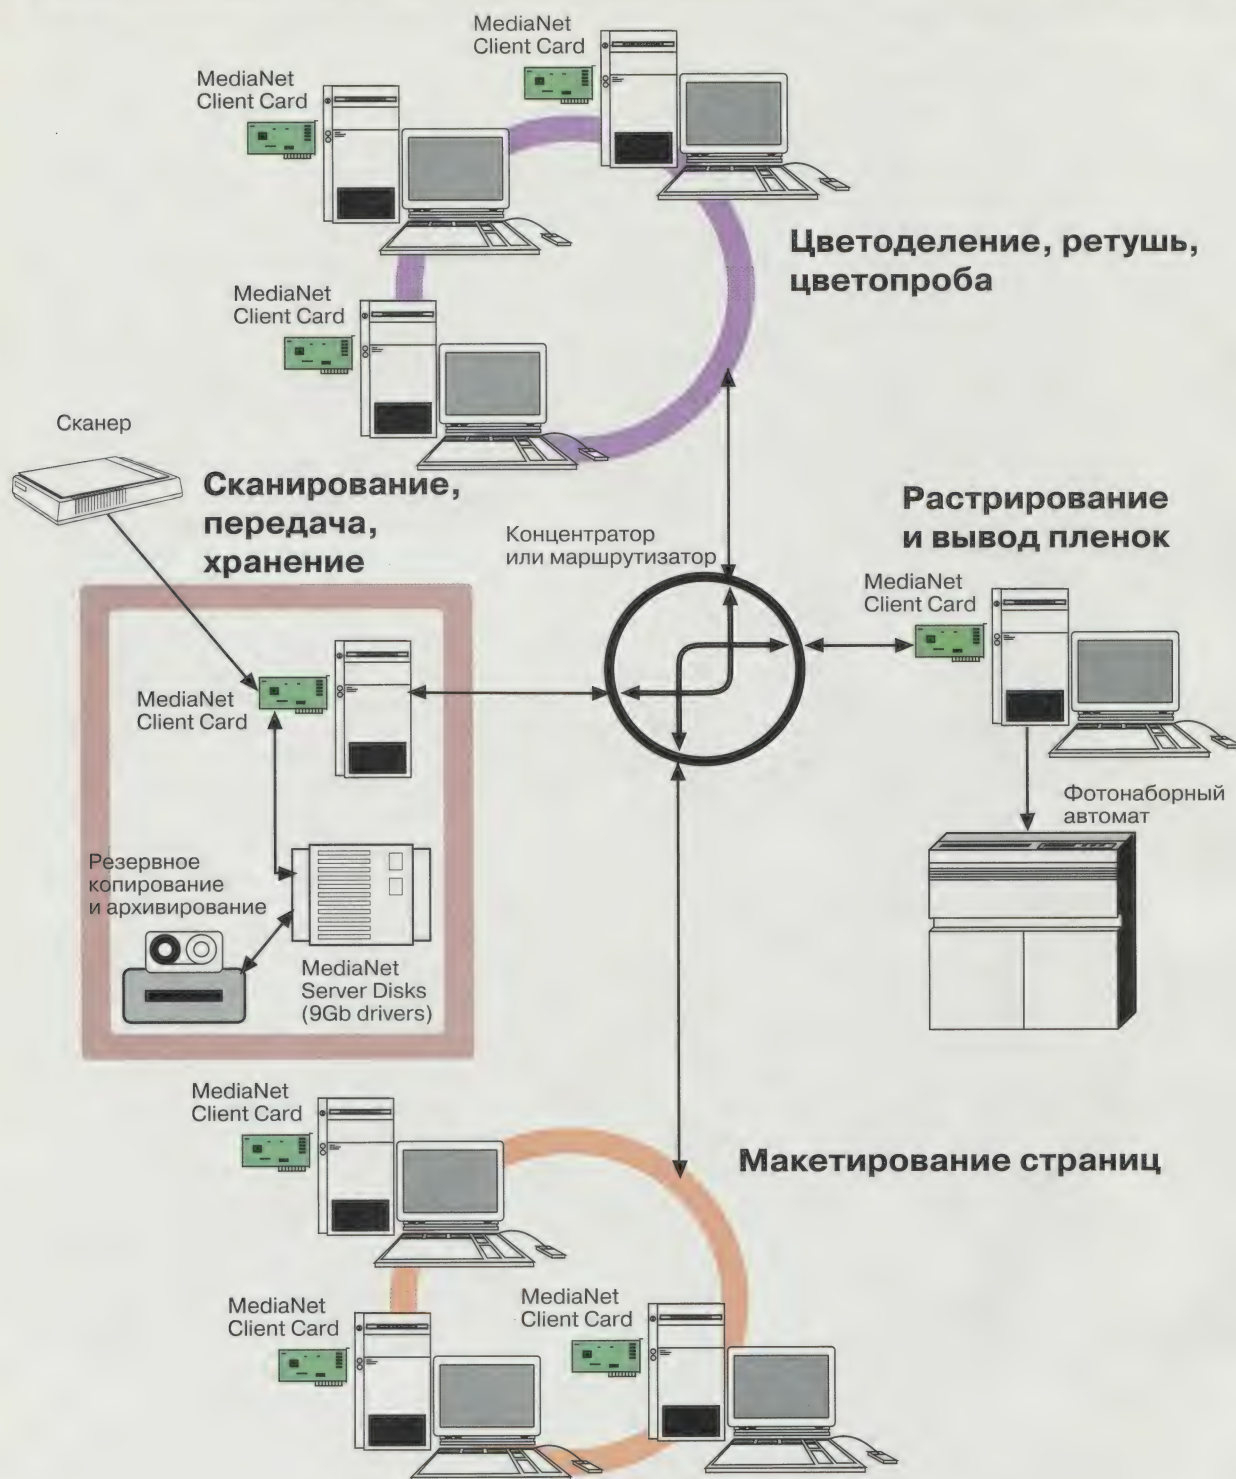 MediaNet
Client Card
MediaNet
Client Card
Цветоделение, ретушь,
цветопроба
MediaNet
Client Card
Сканер
Сканирование,
передача,
хранение
Концентратор
или маршрутизатор
Растрирование
и вывод пленок
MediaNet
Client Card
MediaNet
Client Card
Фотонаборный
автомат
Резервное
копирование
и архивирование
MediaNet
Server Disks
(9Gb drivers)
MediaNet
Client Card
Макетирование страниц
MediaNet
Client Card
MediaNet
Client Card